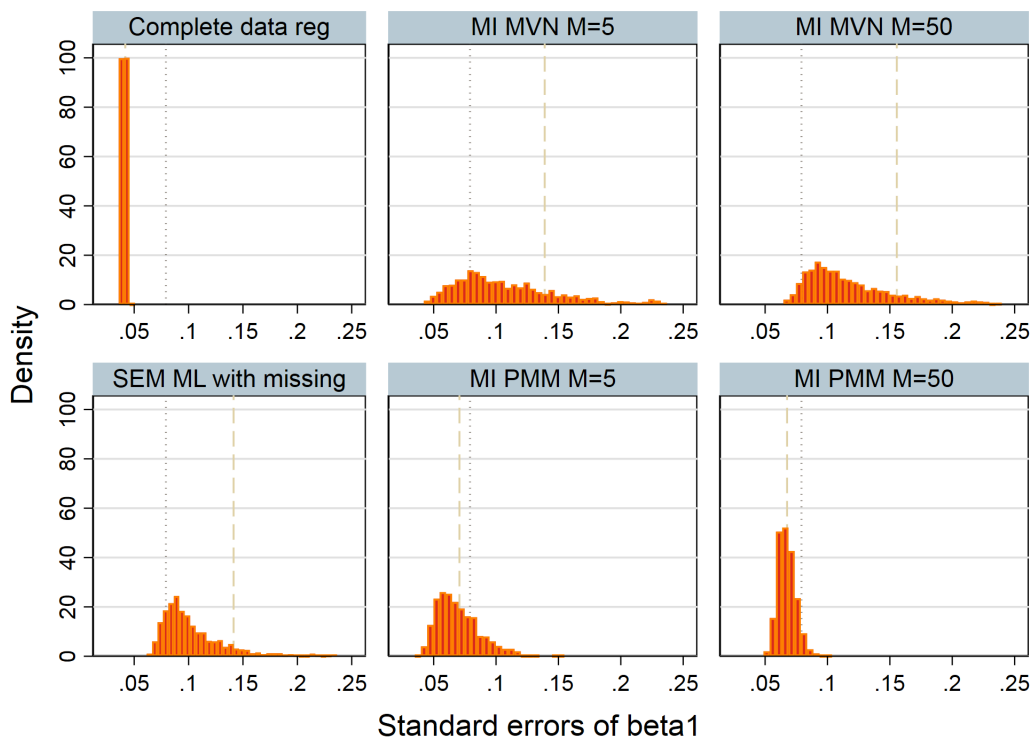 Complete data reg
MI MVN M=5
MI MVN M=50
100
80
60
40
20
0
.05 .1 .15 .2 .25
.05 .1 .15 .2 .25
.05 .1 .15 .2 .25
Density
SEM ML with missing
MI PMM M=5
MI PMM M=50
100
80
60
40
20
0
.05 .1 .15 .2 .25
.05 .1 .15 .2 .25
.05 .1 .15 .2 .25
Standard errors of beta1